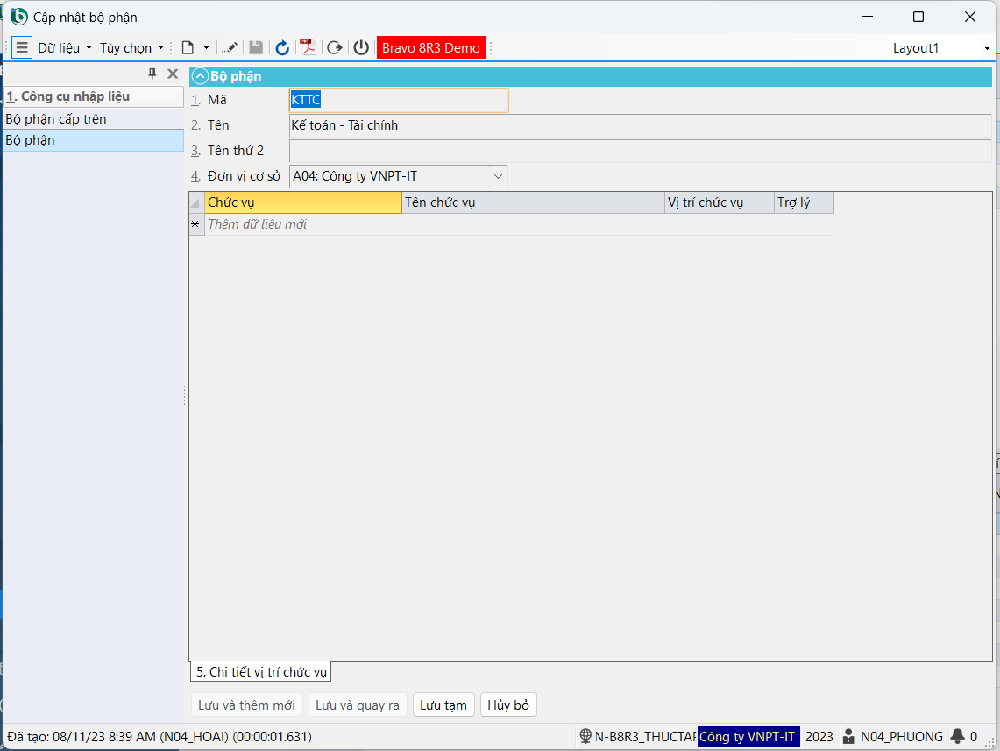 Cập nhật bộ phận
Dữ liệu Tùy chọn Bravo 8R3 Demo Layout1
1. Công cụ nhập liệu
Bộ phận cấp trên
Bộ phận
Bộ phận
1. Mã KTTC
2. Tên Kế toán - Tài chính
3. Tên thứ 2
4. Đơn vị cơ sở A04: Công ty VNPT-IT
Chức vụ Tên chức vụ Vị trí chức vụ Trợ lý
Thêm dữ liệu mới
5. Chi tiết vị trí chức vụ
Lưu và thêm mới Lưu và quay ra Lưu tạm Hủy bỏ
Đã tạo: 08/11/23 8:39 AM (N04_HOAI) (00:00:01.631) N-B8R3_THUCTAP Công ty VNPT-IT 2023 N04_PHUONG 0